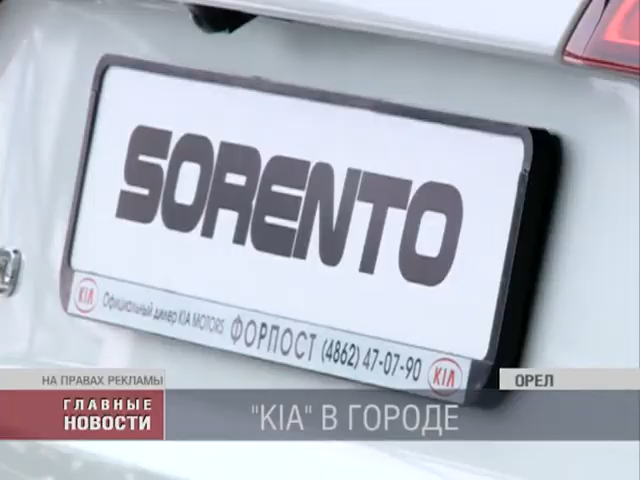 SORENTO
KIA Официальный дилер KIA MOTORS ФОРПОСТ (4862) 47-07-90 KIA
НА ПРАВАХ РЕКЛАМЫ
ОРЕЛ
ГЛАВНЫЕ
НОВОСТИ
"KIA" В ГОРОДЕ